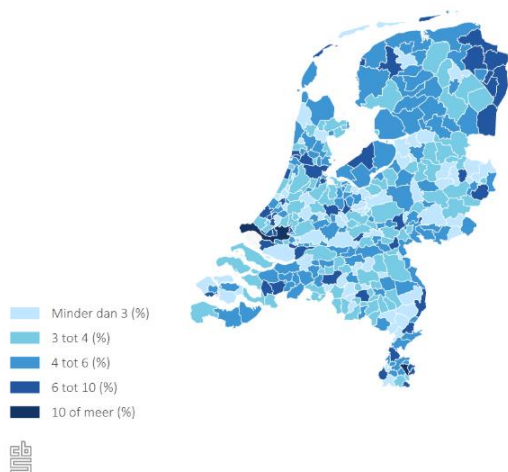 Minder dan 3 (%)
3 tot 4 (%)
4 tot 6 (%)
6 tot 10 (%)
10 of meer (%)